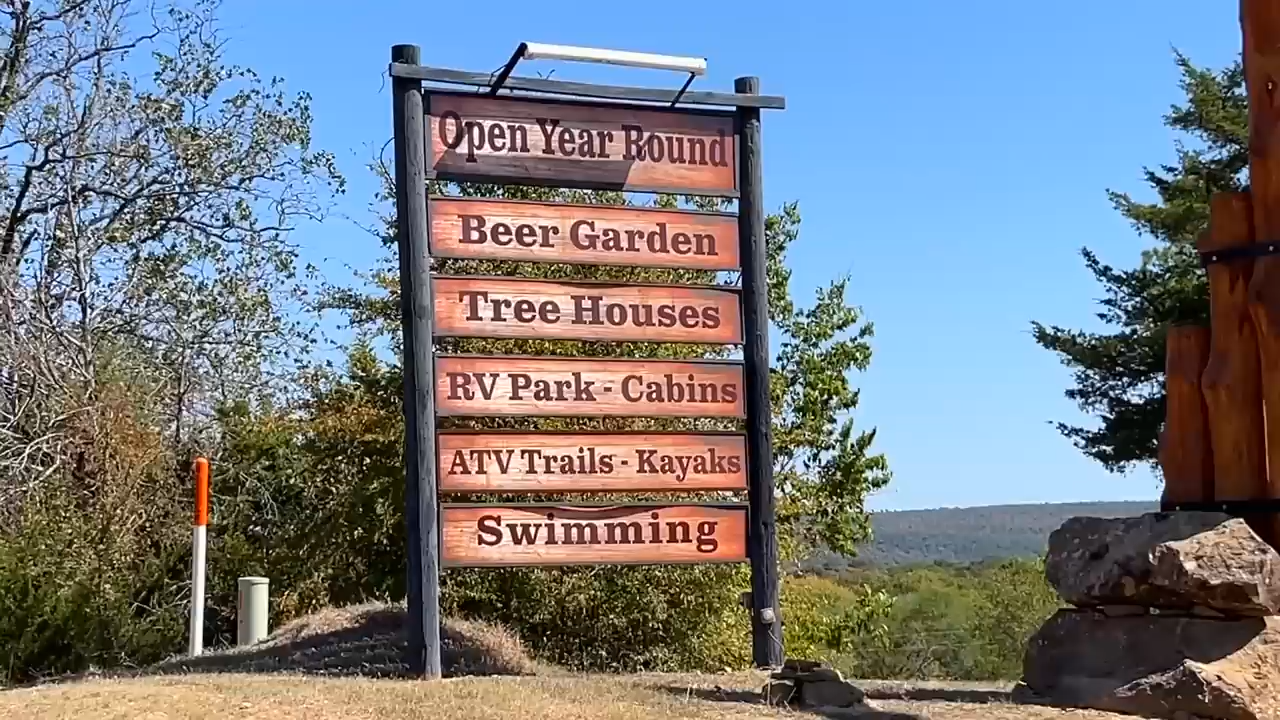 Open Year Round
Beer Garden
Tree Houses
RV Park - Cabins
ATV Trails - Kayaks
Swimming